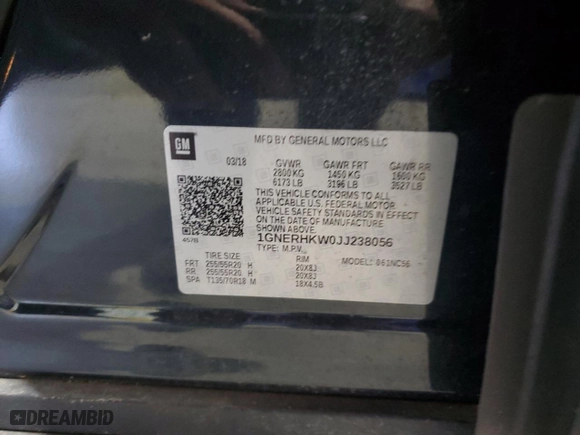 GM
MFD BY GENERAL MOTORS LLC
03/18 GVWR GAWR FRT GAWR RR
2800 KG 1450 KG 1600 KG
6173 LB 3196 LB 3527 LB
THIS VEHICLE CONFORMS TO ALL
APPLICABLE U.S. FEDERAL MOTOR
VEHICLE SAFETY STANDARDS IN EFFECT
ON THE DATE OF MANUFACTURE
SHOWN ABOVE.
1GNERHKW0JJ238056
TYPE: M.P.V. MODEL: 061NC56
TIRE SIZE RIM
FRT 255/55R20 H 20X8J
RR 255/55R20 H 20X8J
SPA T135/70R18 M 18X4.5B
DREAMBID